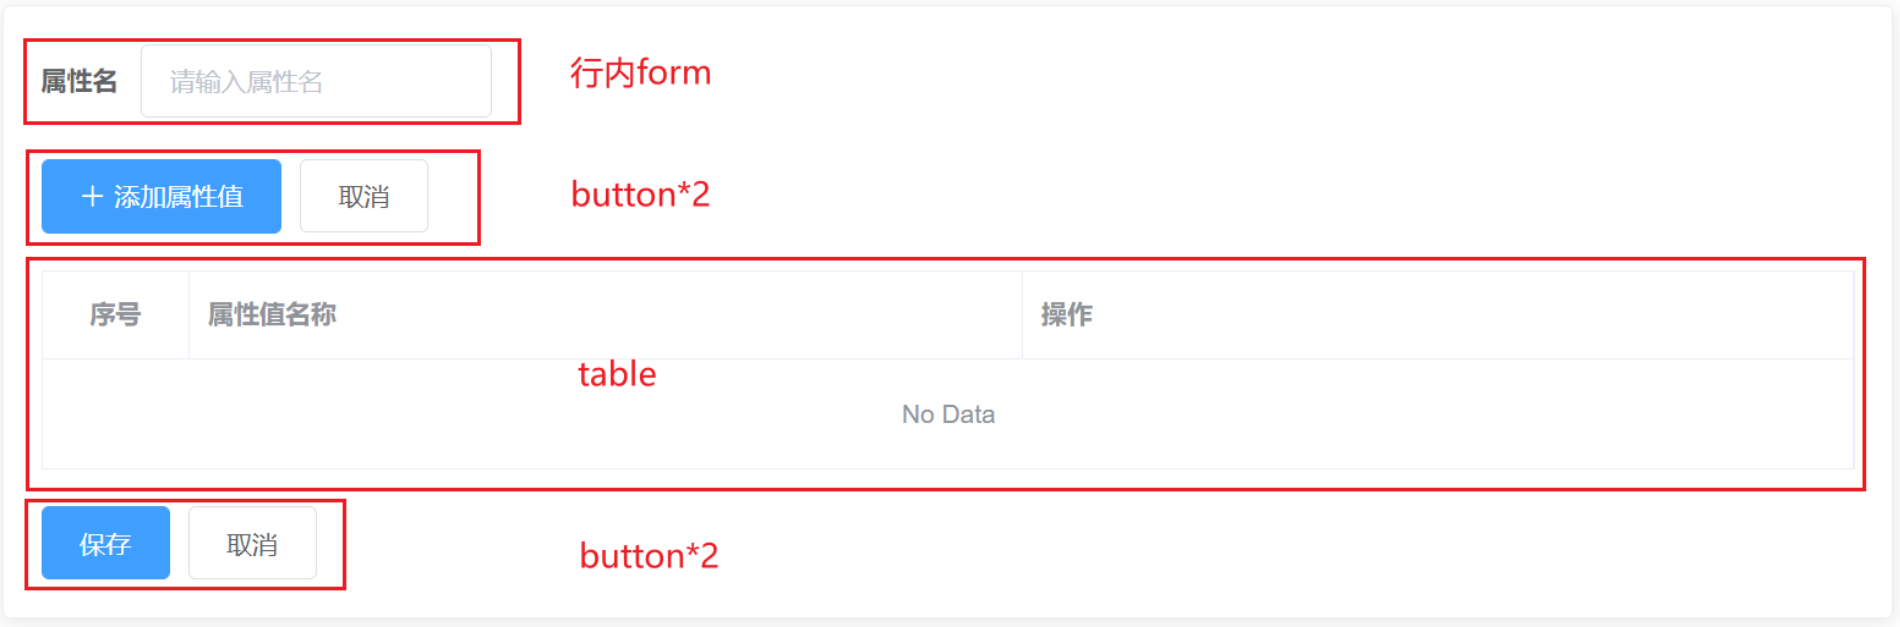 属性名 请输入属性名 行内form
+ 添加属性值 取消 button*2
序号 属性值名称 操作
table
No Data
保存 取消 button*2